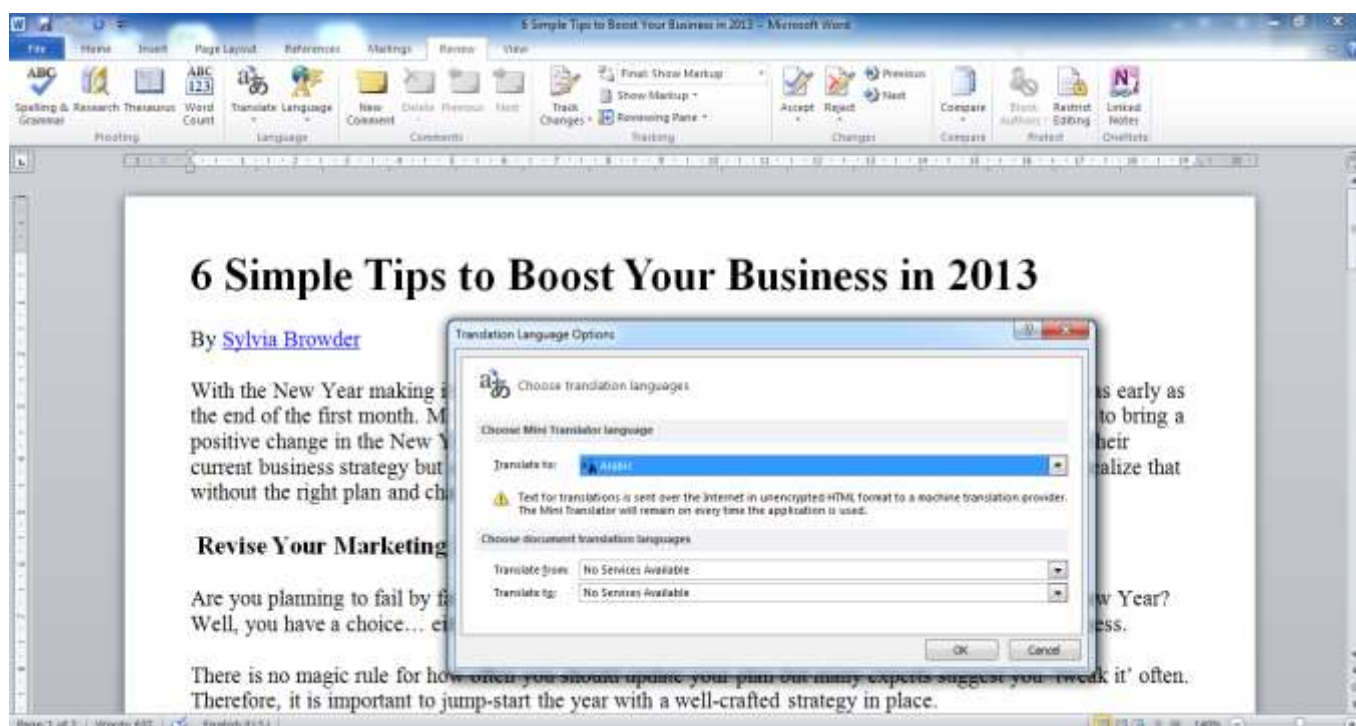 6 Simple Tips to Boost Your Business in 2013 - Microsoft Word
File Home Insert Page Layout References Mailings Review View
Spelling & Grammar Research Thesaurus Word Count Translate Language New Comment Delete Previous Next Track Changes Final: Show Markup Show Markup Reviewing Pane Accept Reject Previous Next Compare Block Authors Restrict Editing Linked Notes
Proofing Language Comments Tracking Changes Compare Protect OneNote
6 Simple Tips to Boost Your Business in 2013
By Sylvia Browder
With the New Year making
the end of the first month. M
positive change in the New Y
current business strategy but
without the right plan and ch
Revise Your Marketing
Are you planning to fail by fa
Well, you have a choice… ei
There is no magic rule for how often you should update your plan but many experts suggest you 'tweak it' often.
Therefore, it is important to jump-start the year with a well-crafted strategy in place.
as early as
to bring a
heir
ealize that
w Year?
ess.
Translation Language Options
Choose translation languages
Choose Mini Translator language
Translate to: Arabic
Text for translations is sent over the Internet in unencrypted HTML format to a machine translation provider.
The Mini Translator will remain on every time the application is used.
Choose document translation languages
Translate from: No Services Available
Translate to: No Services Available
OK Cancel